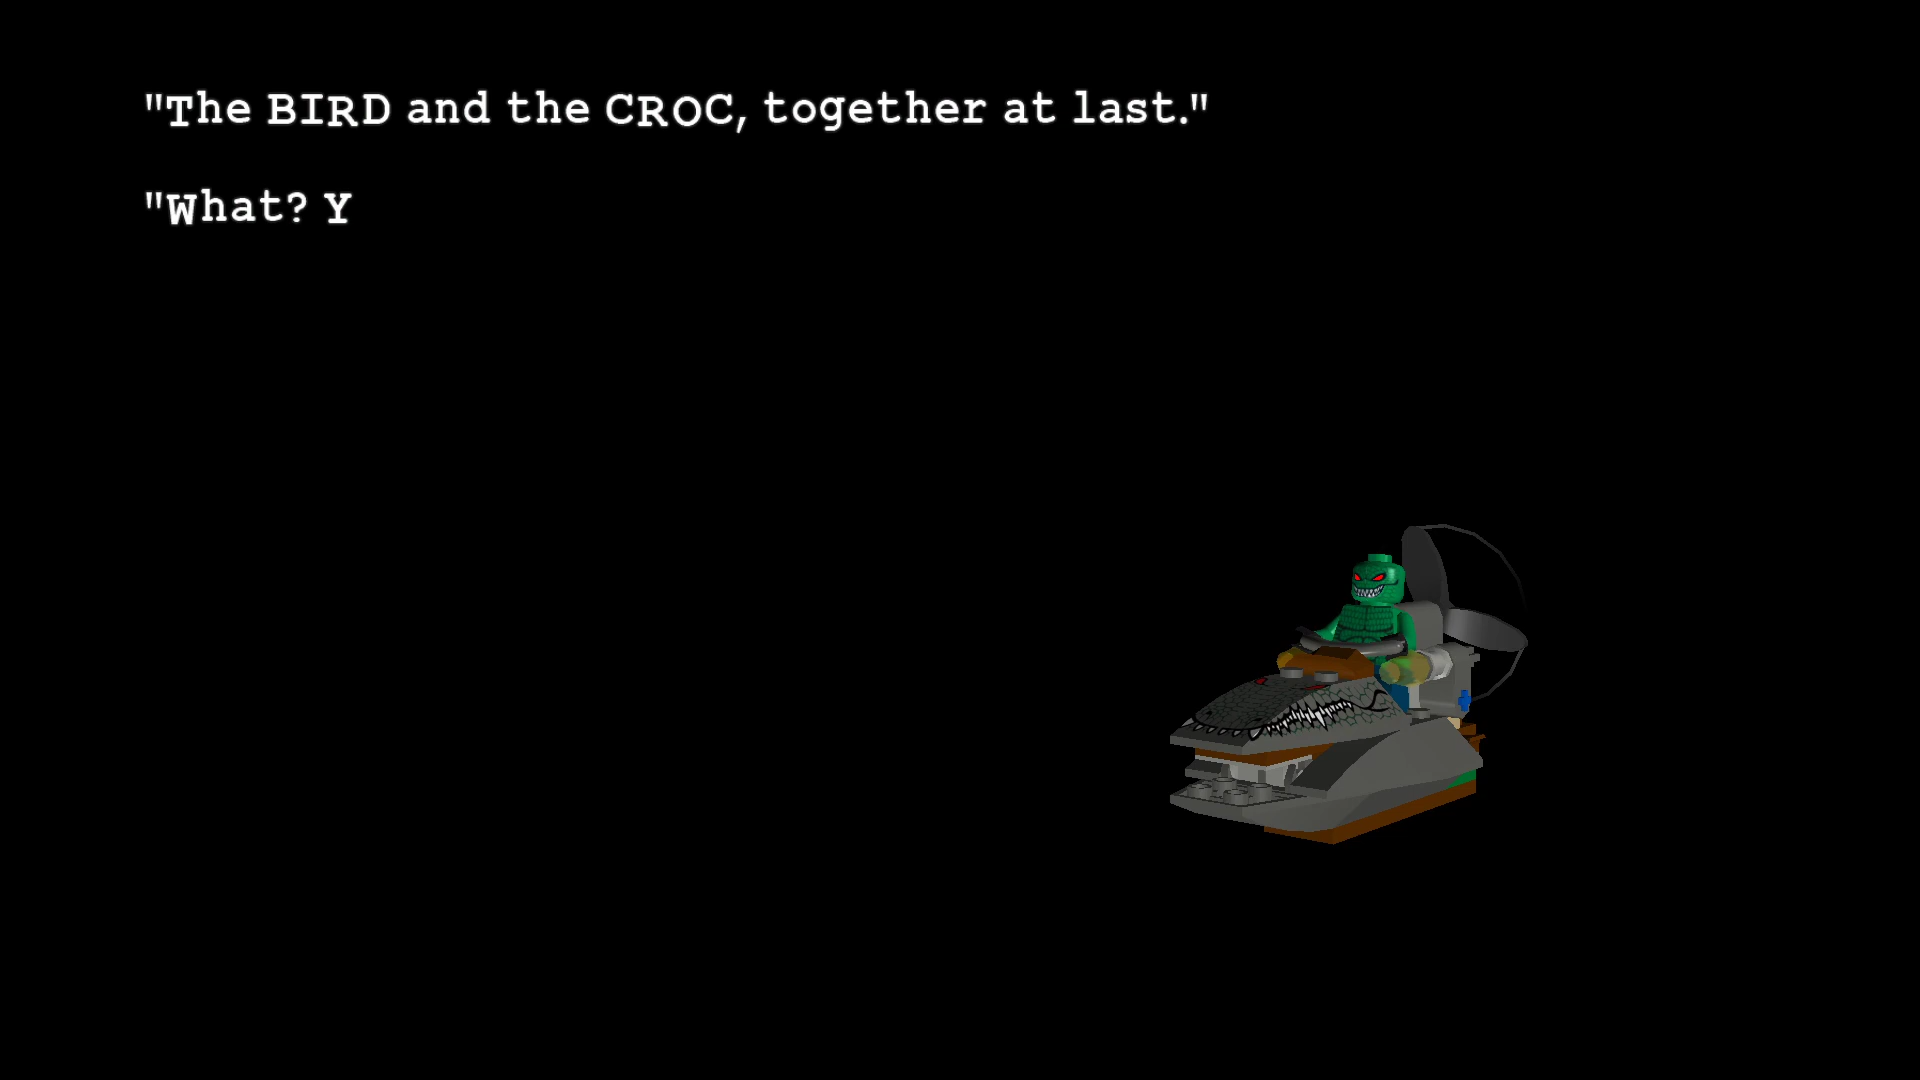 "The BIRD and the CROC, together at last."
"What? Y